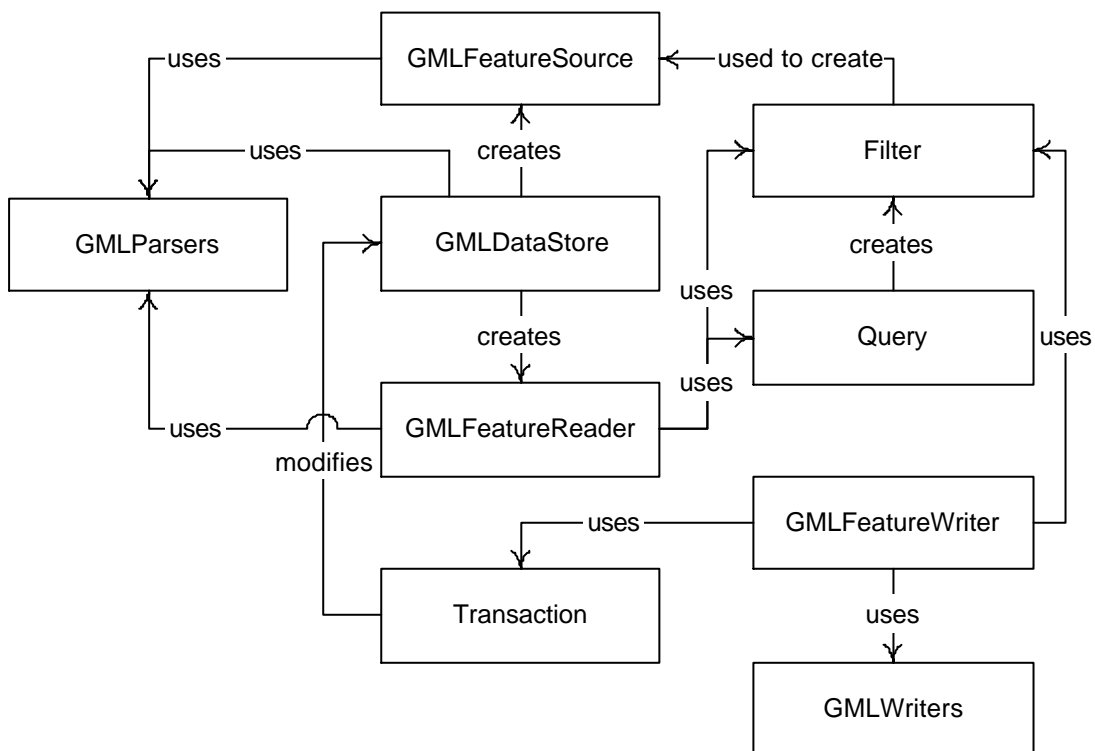 uses
GMLFeatureSource
used to create
uses
creates
Filter
GMLParsers
GMLDataStore
creates
uses
creates
Query
uses
uses
uses
GMLFeatureReader
modifies
uses
GMLFeatureWriter
Transaction
uses
GMLWriters